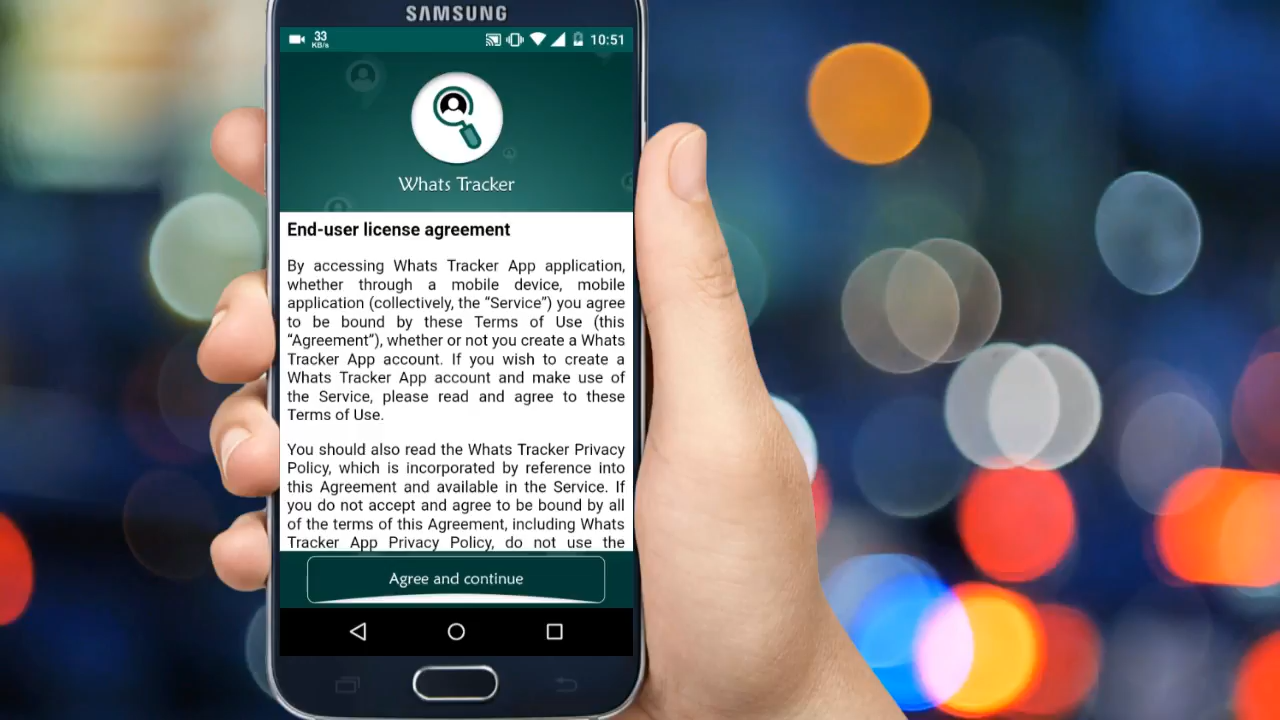 SAMSUNG
33
KB/s
10:51
Whats Tracker
End-user license agreement
By accessing Whats Tracker App application,
whether through a mobile device, mobile
application (collectively, the “Service”) you agree
to be bound by these Terms of Use (this
“Agreement”), whether or not you create a Whats
Tracker App account. If you wish to create a
Whats Tracker App account and make use of
the Service, please read and agree to these
Terms of Use.
You should also read the Whats Tracker Privacy
Policy, which is incorporated by reference into
this Agreement and available in the Service. If
you do not accept and agree to be bound by all
of the terms of this Agreement, including Whats
Tracker App Privacy Policy, do not use the
Agree and continue